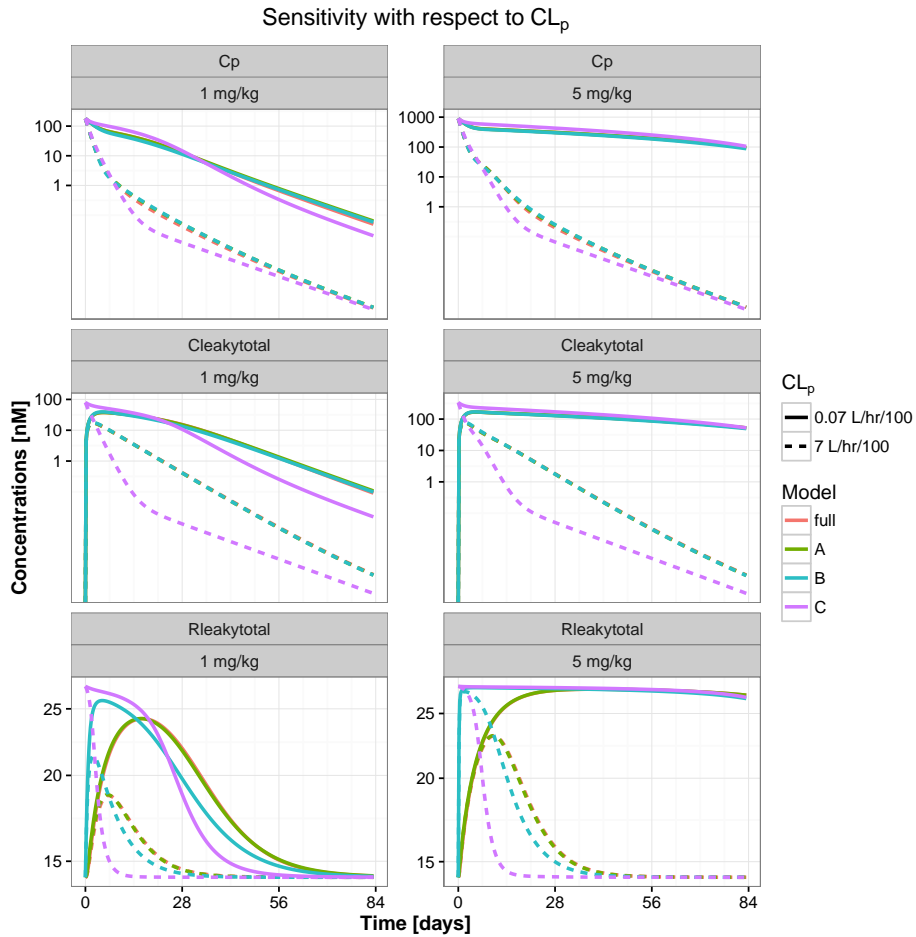 Sensitivity with respect to CLp
Cp
1 mg/kg
100
10
1
Cp
5 mg/kg
1000
100
10
1
Cleakytotal
1 mg/kg
100
10
1
Cleakytotal
5 mg/kg
100
10
1
Rleakytotal
1 mg/kg
25
20
15
0 28 56 84
Rleakytotal
5 mg/kg
25
20
15
0 28 56 84
Time [days]
Concentrations [nM]
CLp
0.07 L/hr/100
7 L/hr/100
Model
full
A
B
C